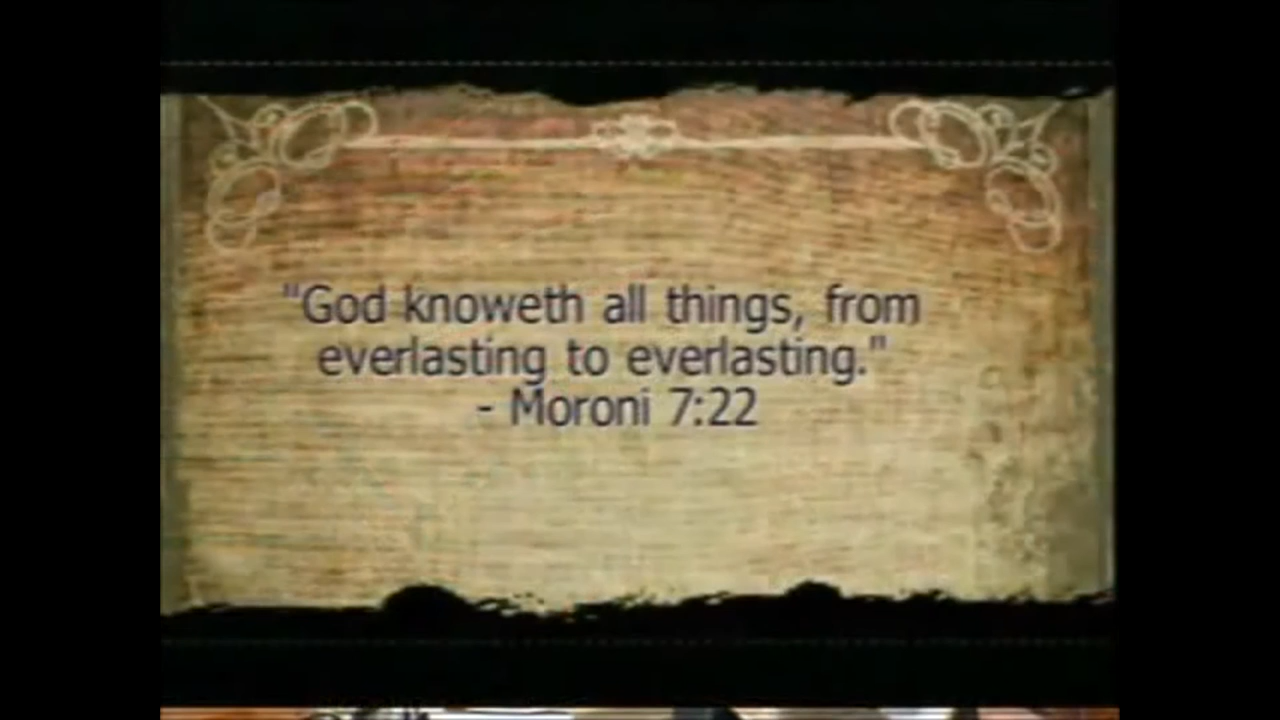 "God knoweth all things, from
everlasting to everlasting."
- Moroni 7:22